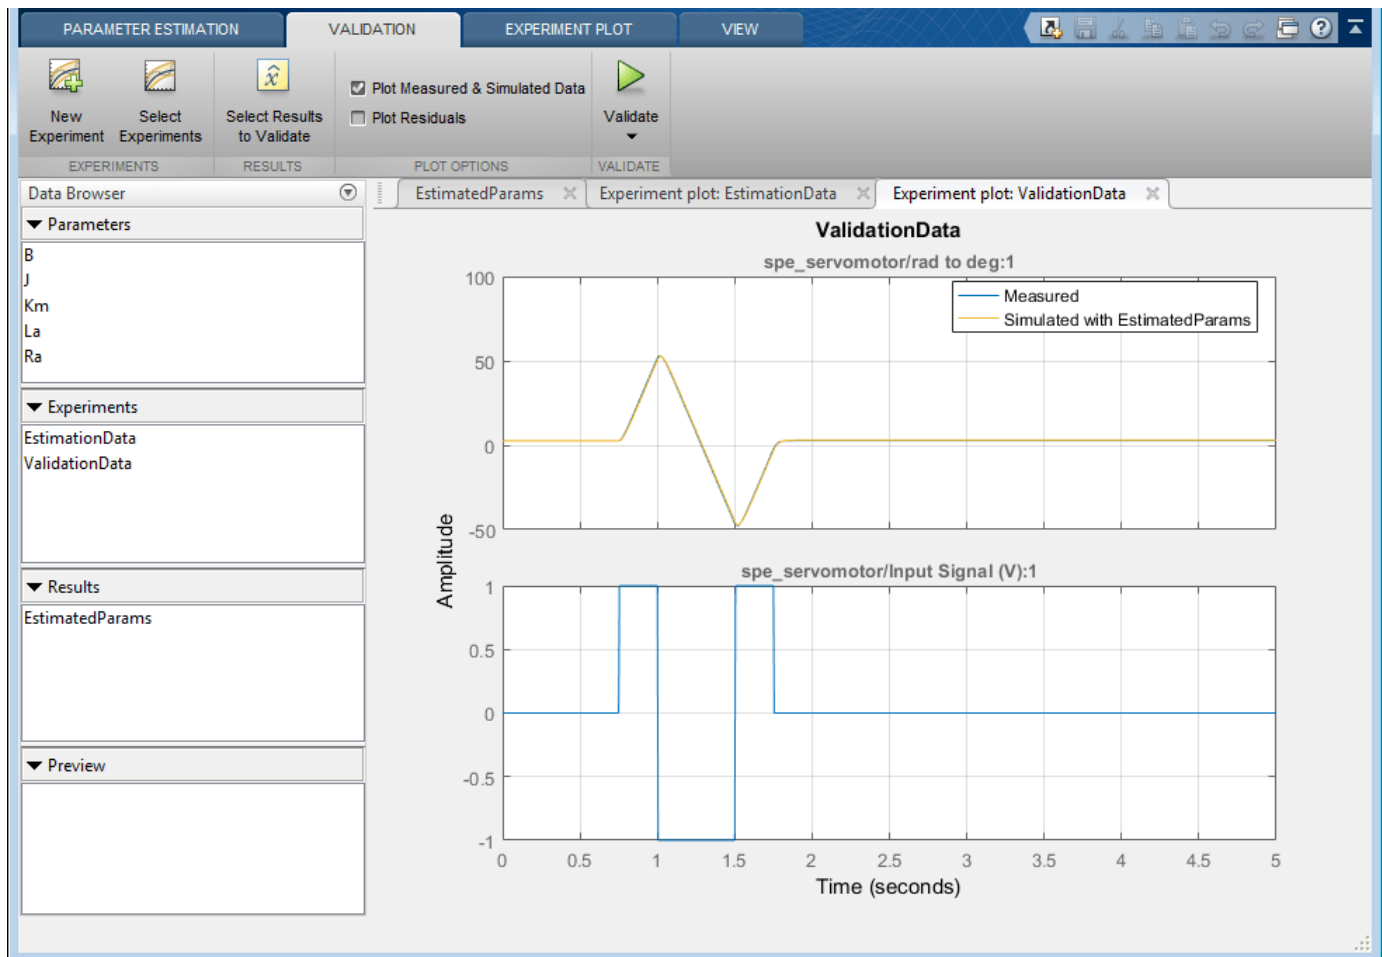 PARAMETER ESTIMATION VALIDATION EXPERIMENT PLOT VIEW
New Experiment
Select Experiments
Select Results to Validate
Plot Measured & Simulated Data
Plot Residuals
Validate
EXPERIMENTS RESULTS PLOT OPTIONS VALIDATE
Data Browser
Parameters
B
J
Km
La
Ra
Experiments
EstimationData
ValidationData
Results
EstimatedParams
Preview
EstimatedParams Experiment plot: EstimationData Experiment plot: ValidationData
ValidationData
spe_servomotor/rad to deg:1
Measured
Simulated with EstimatedParams
100
50
0
-50
Amplitude
spe_servomotor/Input Signal (V):1
1
0.5
0
-0.5
-1
0 0.5 1 1.5 2 2.5 3 3.5 4 4.5 5
Time (seconds)